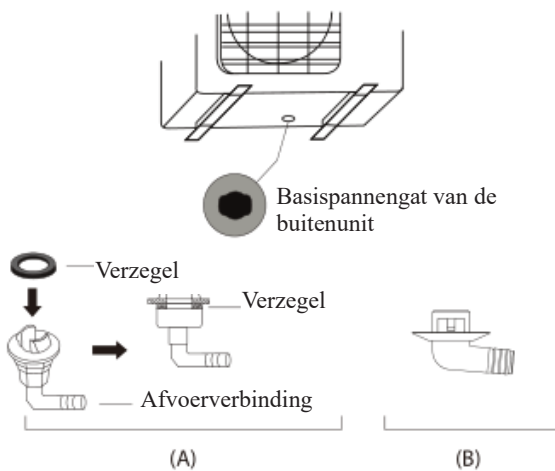 Basispannengat van de
buitenunit
Verzegel
Verzegel
Afvoerverbinding
(A)
(B)